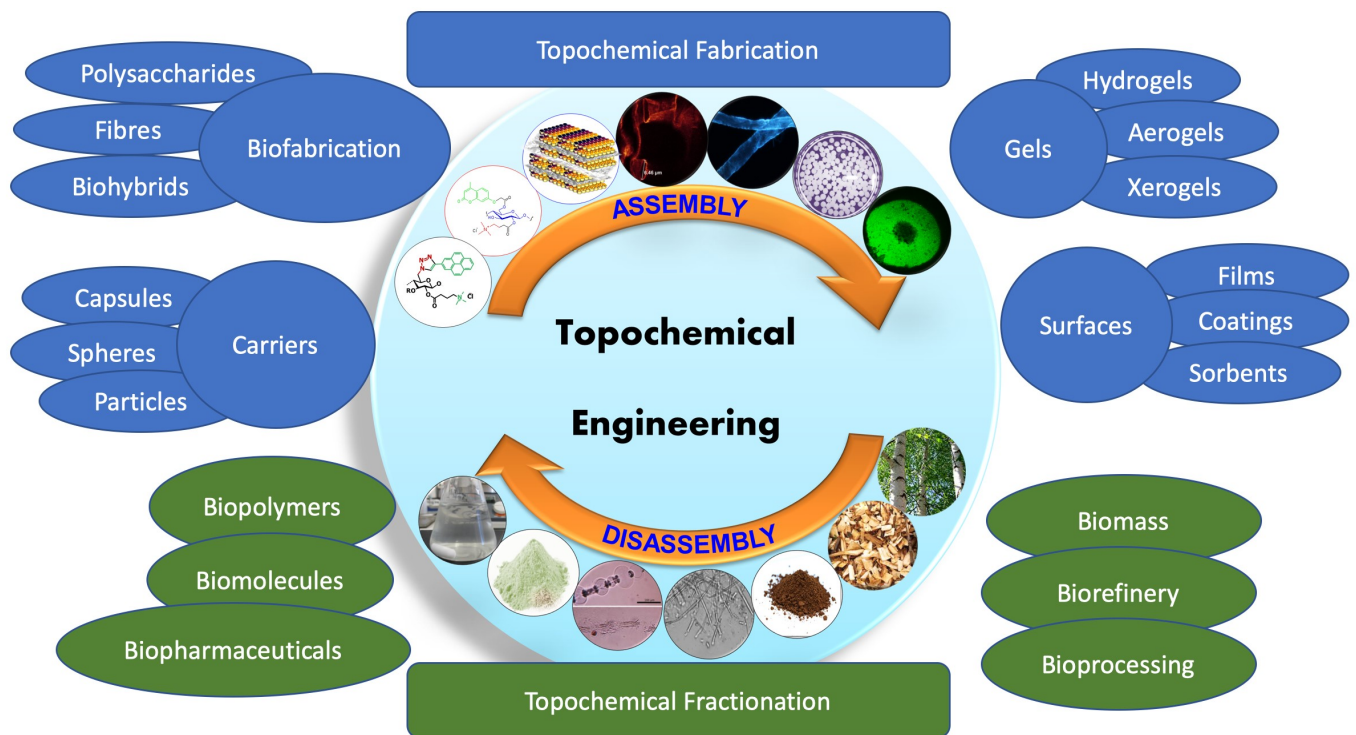 Topochemical Fabrication
Polysaccharides
Fibres
Biohybrids
Biofabrication
Hydrogels
Aerogels
Xerogels
Gels
ASSEMBLY
Capsules
Spheres
Particles
Carriers
Films
Coatings
Sorbents
Surfaces
Topochemical
Engineering
Biopolymers
Biomolecules
Biopharmaceuticals
DISASSEMBLY
Biomass
Biorefinery
Bioprocessing
Topochemical Fractionation